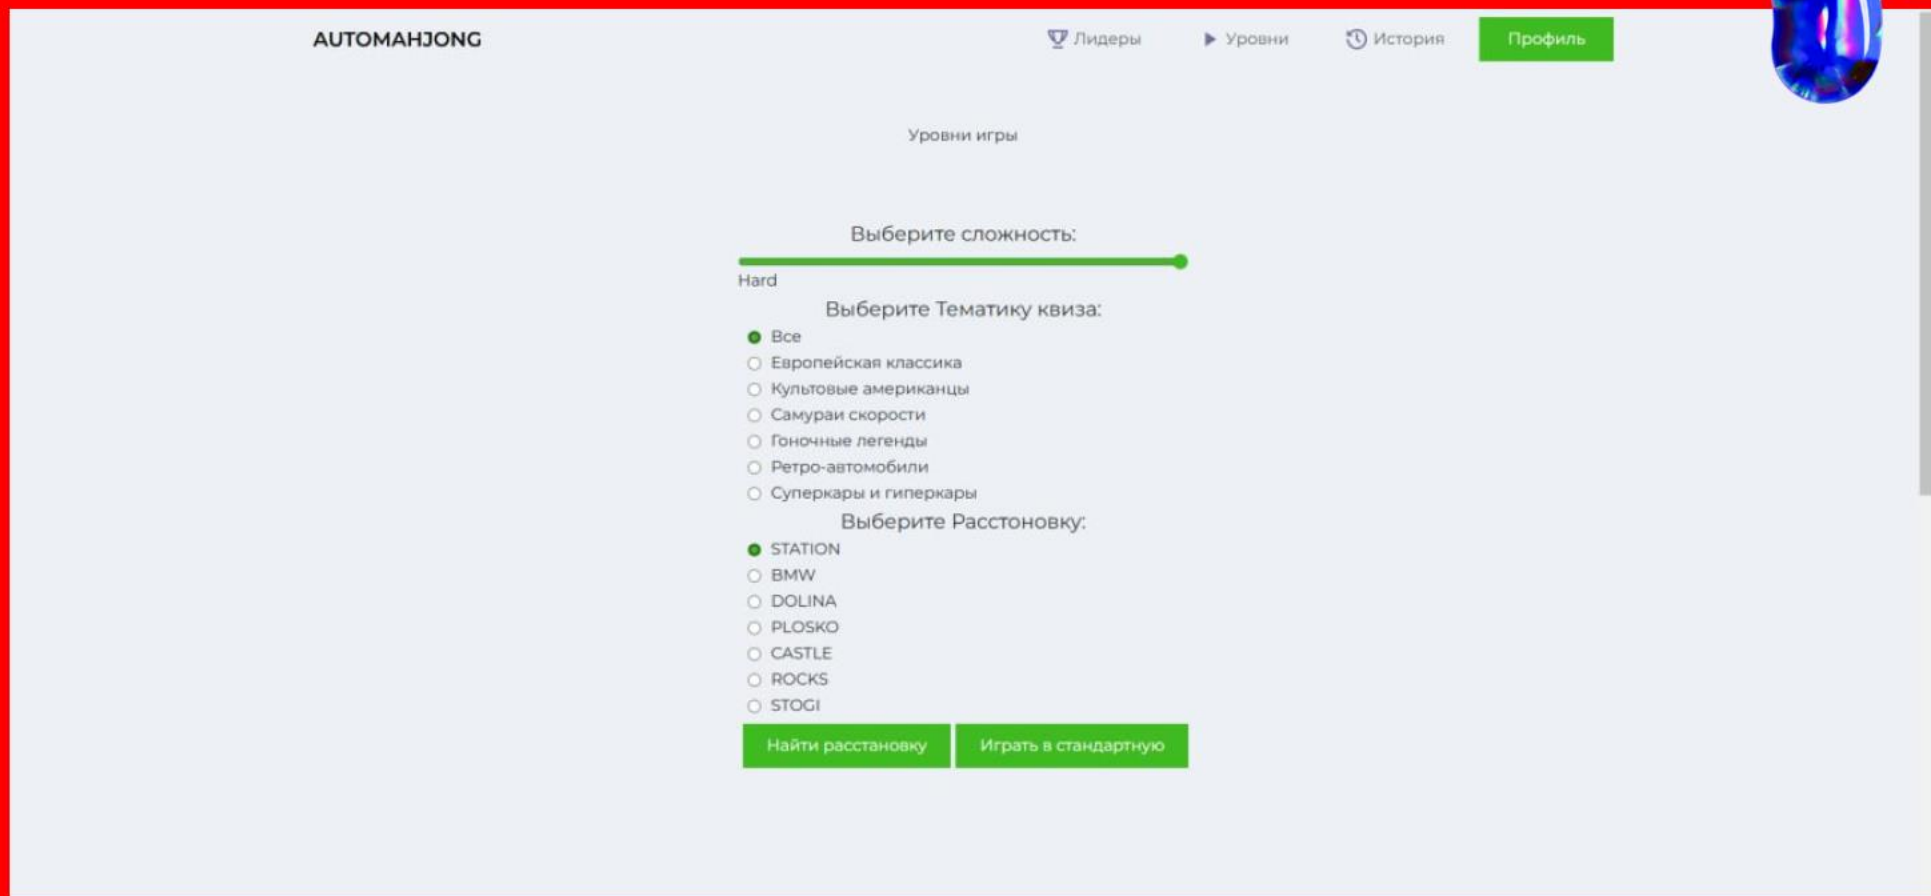 AUTOMAHJONG
Лидеры
Уровни
История
Профиль
Уровни игры
Выберите сложность:
Hard
Выберите Тематику квиза:
Все
Европейская классика
Культовые американцы
Самураи скорости
Гоночные легенды
Ретро-автомобили
Суперкары и гиперкары
Выберите Расстоновку:
STATION
BMW
DOLINA
PLOSKO
CASTLE
ROCKS
STOGI
Найти расстановку
Играть в стандартную